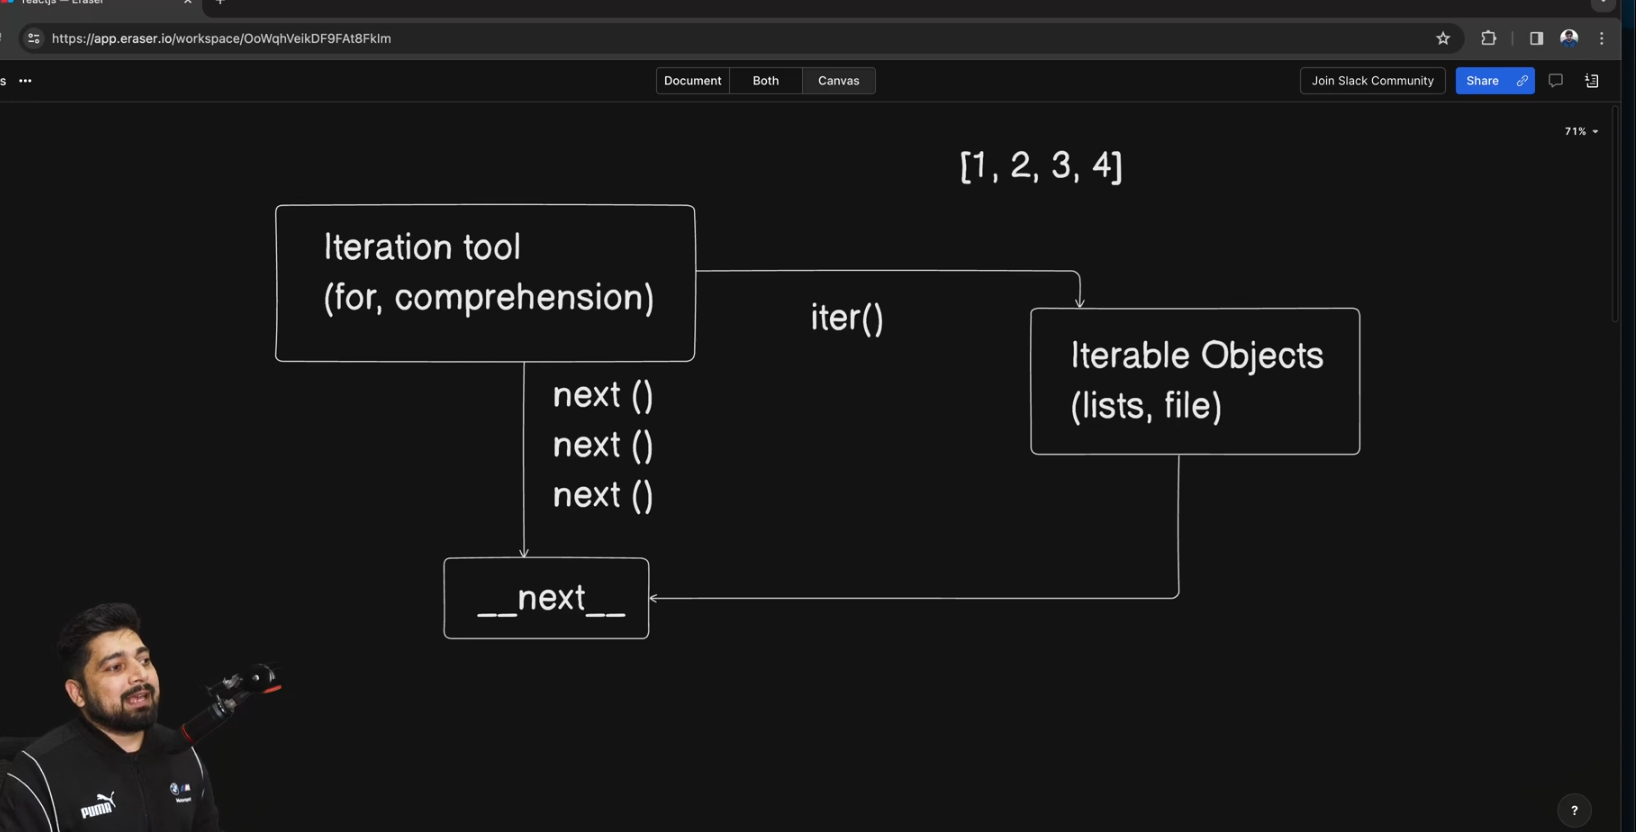 reactjs — Eraser
https://app.eraser.io/workspace/OoWqhVeikDF9FAt8Fklm
s ...
Document Both Canvas
Join Slack Community Share
71%
[1, 2, 3, 4]
Iteration tool
(for, comprehension)
iter()
Iterable Objects
(lists, file)
next ()
next ()
next ()
__next__
PUMA
?